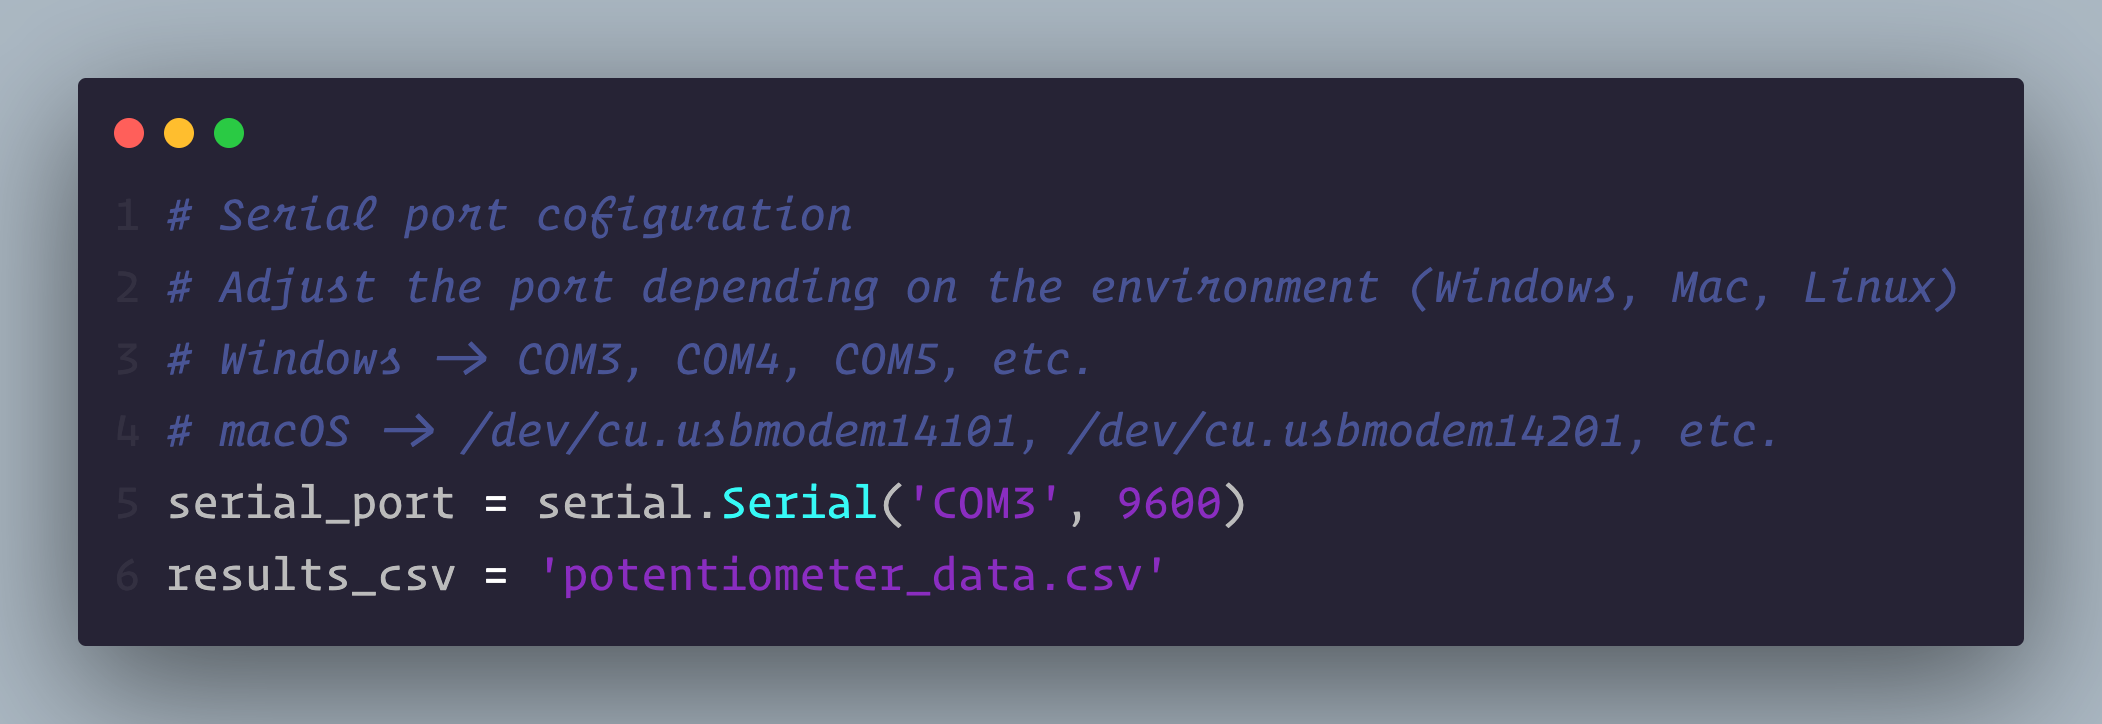 1 # Serial port cofiguration
2 # Adjust the port depending on the environment (Windows, Mac, Linux)
3 # Windows -> COM3, COM4, COM5, etc.
4 # macOS -> /dev/cu.usbmodem14101, /dev/cu.usbmodem14201, etc.
5 serial_port = serial.Serial('COM3', 9600)
6 results_csv = 'potentiometer_data.csv'